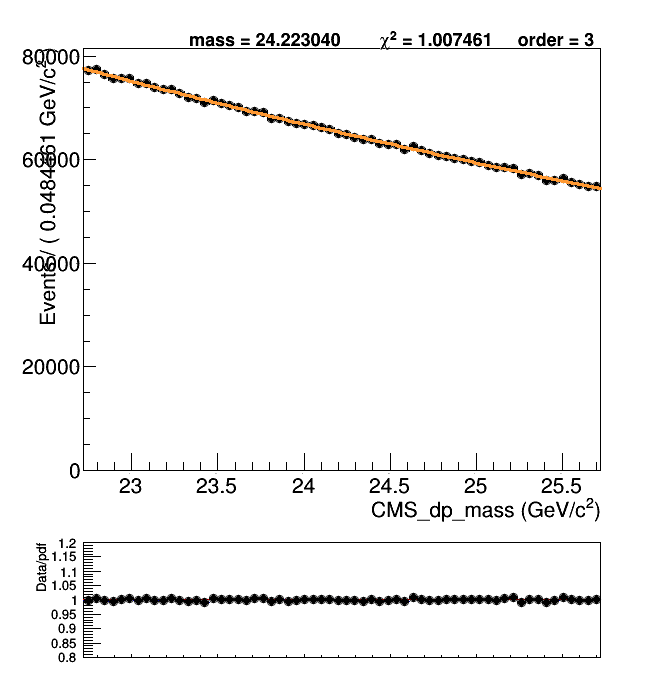 mass = 24.223040 χ² = 1.007461 order = 3
80000
60000
40000
20000
0
Events / ( 0.0484461 GeV/c²)
23 23.5 24 24.5 25 25.5
CMS_dp_mass (GeV/c²)
Data/pdf
1.2
1.15
1.1
1.05
1
0.95
0.9
0.85
0.8